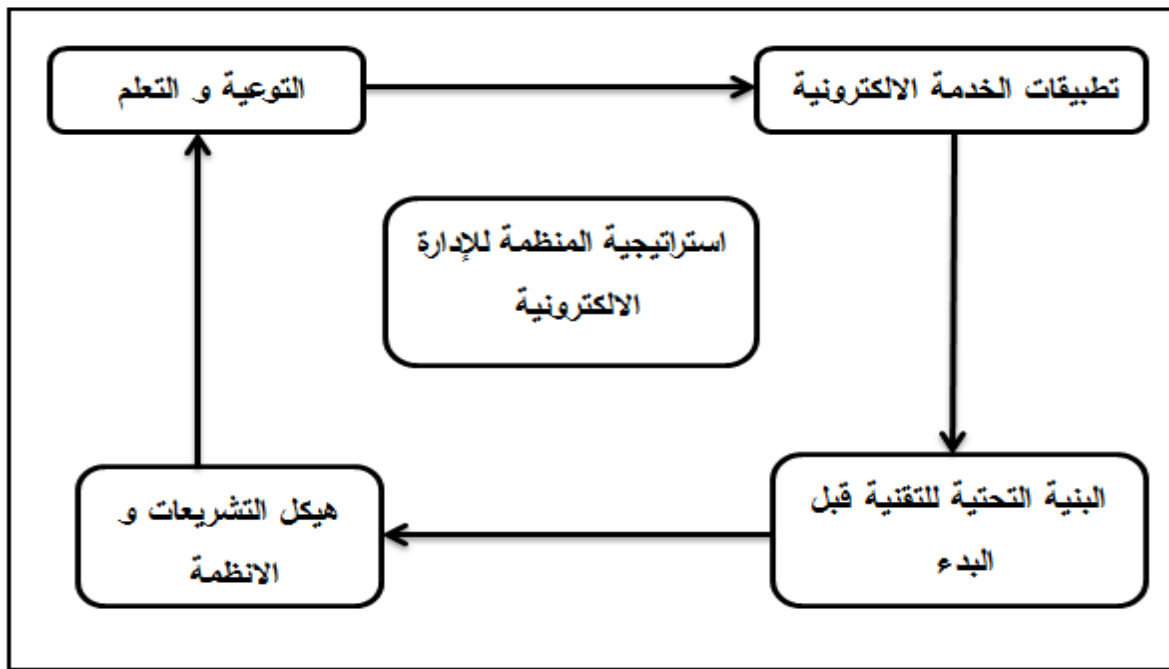 تطبيقات الخدمة الالكترونية
التوعية و التعلم
استراتيجية المنظمة للإدارة
الالكترونية
البنية التحتية للتقنية قبل
البدء
هيكل التشريعات و
الانظمة